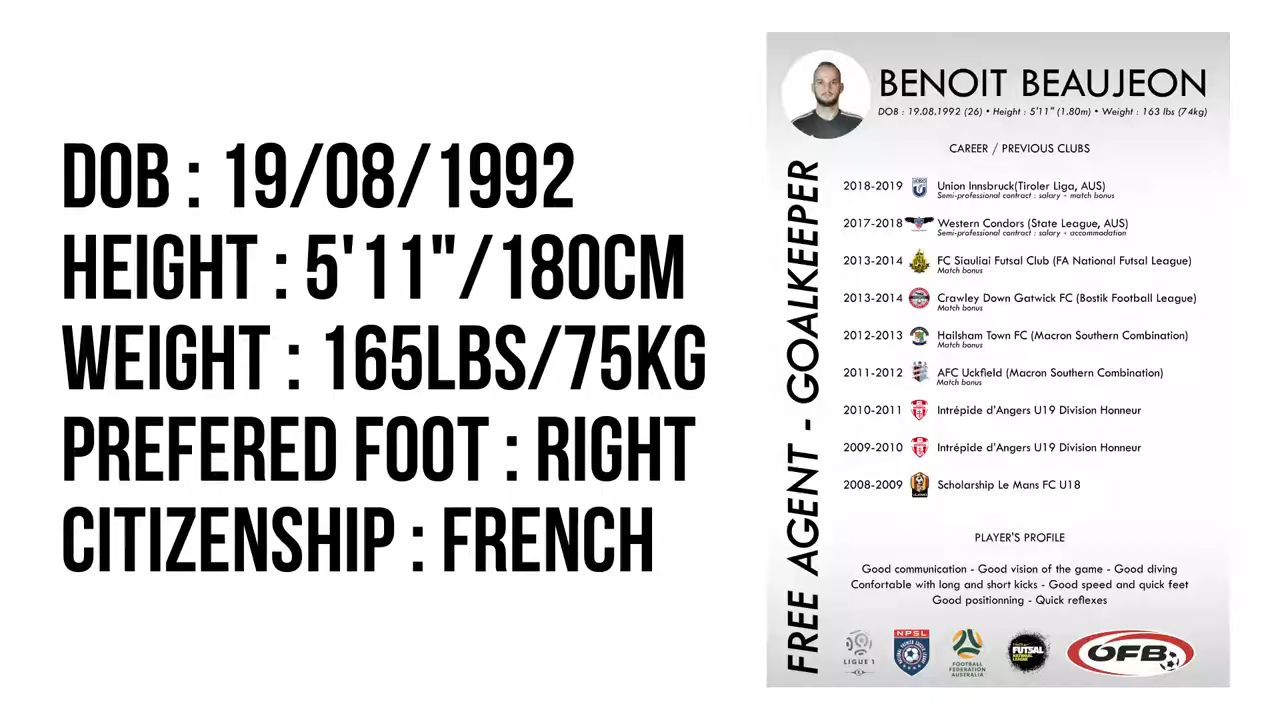 DOB : 19/08/1992
HEIGHT : 5'11"/180CM
WEIGHT : 165LBS/75KG
PREFERED FOOT : RIGHT
CITIZENSHIP : FRENCH
BENOIT BEAUJEON
DOB : 19.08.1992 (26) • Height : 5'11" (1.80m) • Weight : 163 lbs (74kg)
FREE AGENT - GOALKEEPER
CAREER / PREVIOUS CLUBS
2018-2019 Union Innsbruck(Tiroler Liga, AUS)
Semi-professional contract : salary + match bonus
2017-2018 Western Condors (State League, AUS)
Semi-professional contract : salary + accommodation
2013-2014 FC Siauliai Futsal Club (FA National Futsal League)
Match bonus
2013-2014 Crawley Down Gatwick FC (Bostik Football League)
Match bonus
2012-2013 Hailsham Town FC (Macron Southern Combination)
Match bonus
2011-2012 AFC Uckfield (Macron Southern Combination)
Match bonus
2010-2011 Intrépide d'Angers U19 Division Honneur
2009-2010 Intrépide d'Angers U19 Division Honneur
2008-2009 Scholarship Le Mans FC U18
PLAYER'S PROFILE
Good communication - Good vision of the game - Good diving
Confortable with long and short kicks - Good speed and quick feet
Good positionning - Quick reflexes
LIGUE 1
NPSL
FOOTBALL
FEDERATION
AUSTRALIA
FUTSAL
NATIONAL
LEAGUE
ÖFB